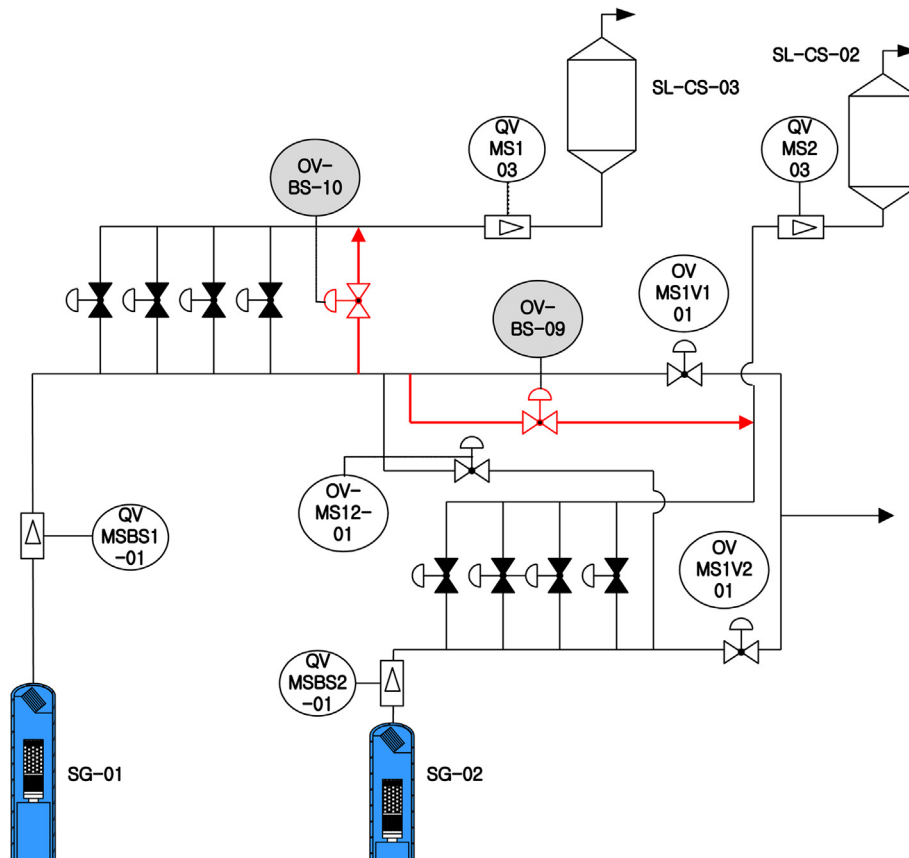 SL-CS-02
SL-CS-03
QV
MS1
03
QV
MS2
03
OV-
BS-10
OV
MS1V1
01
OV-
BS-09
OV-
MS12-
01
QV
MSBS1
-01
OV
MS1V2
01
QV
MSBS2
-01
SG-01
SG-02